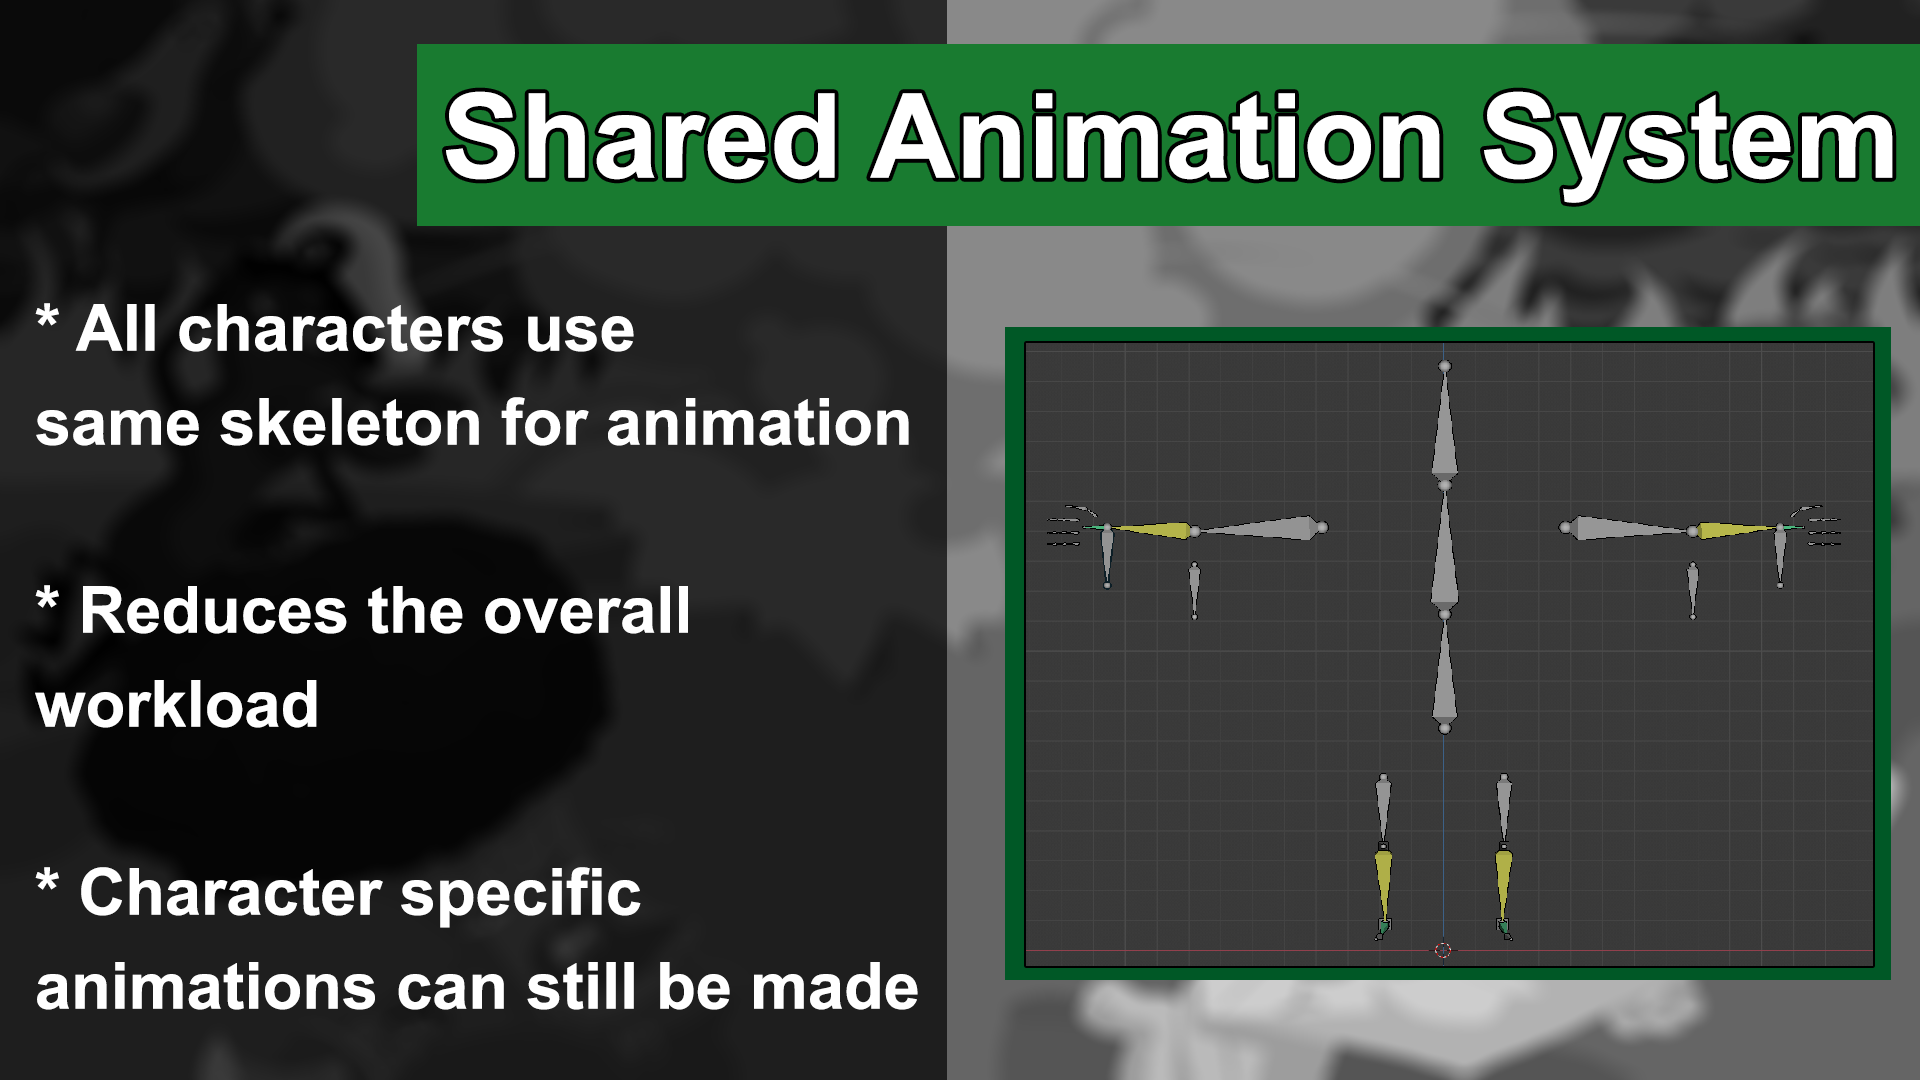 Shared Animation System
* All characters use
same skeleton for animation
* Reduces the overall
workload
* Character specific
animations can still be made